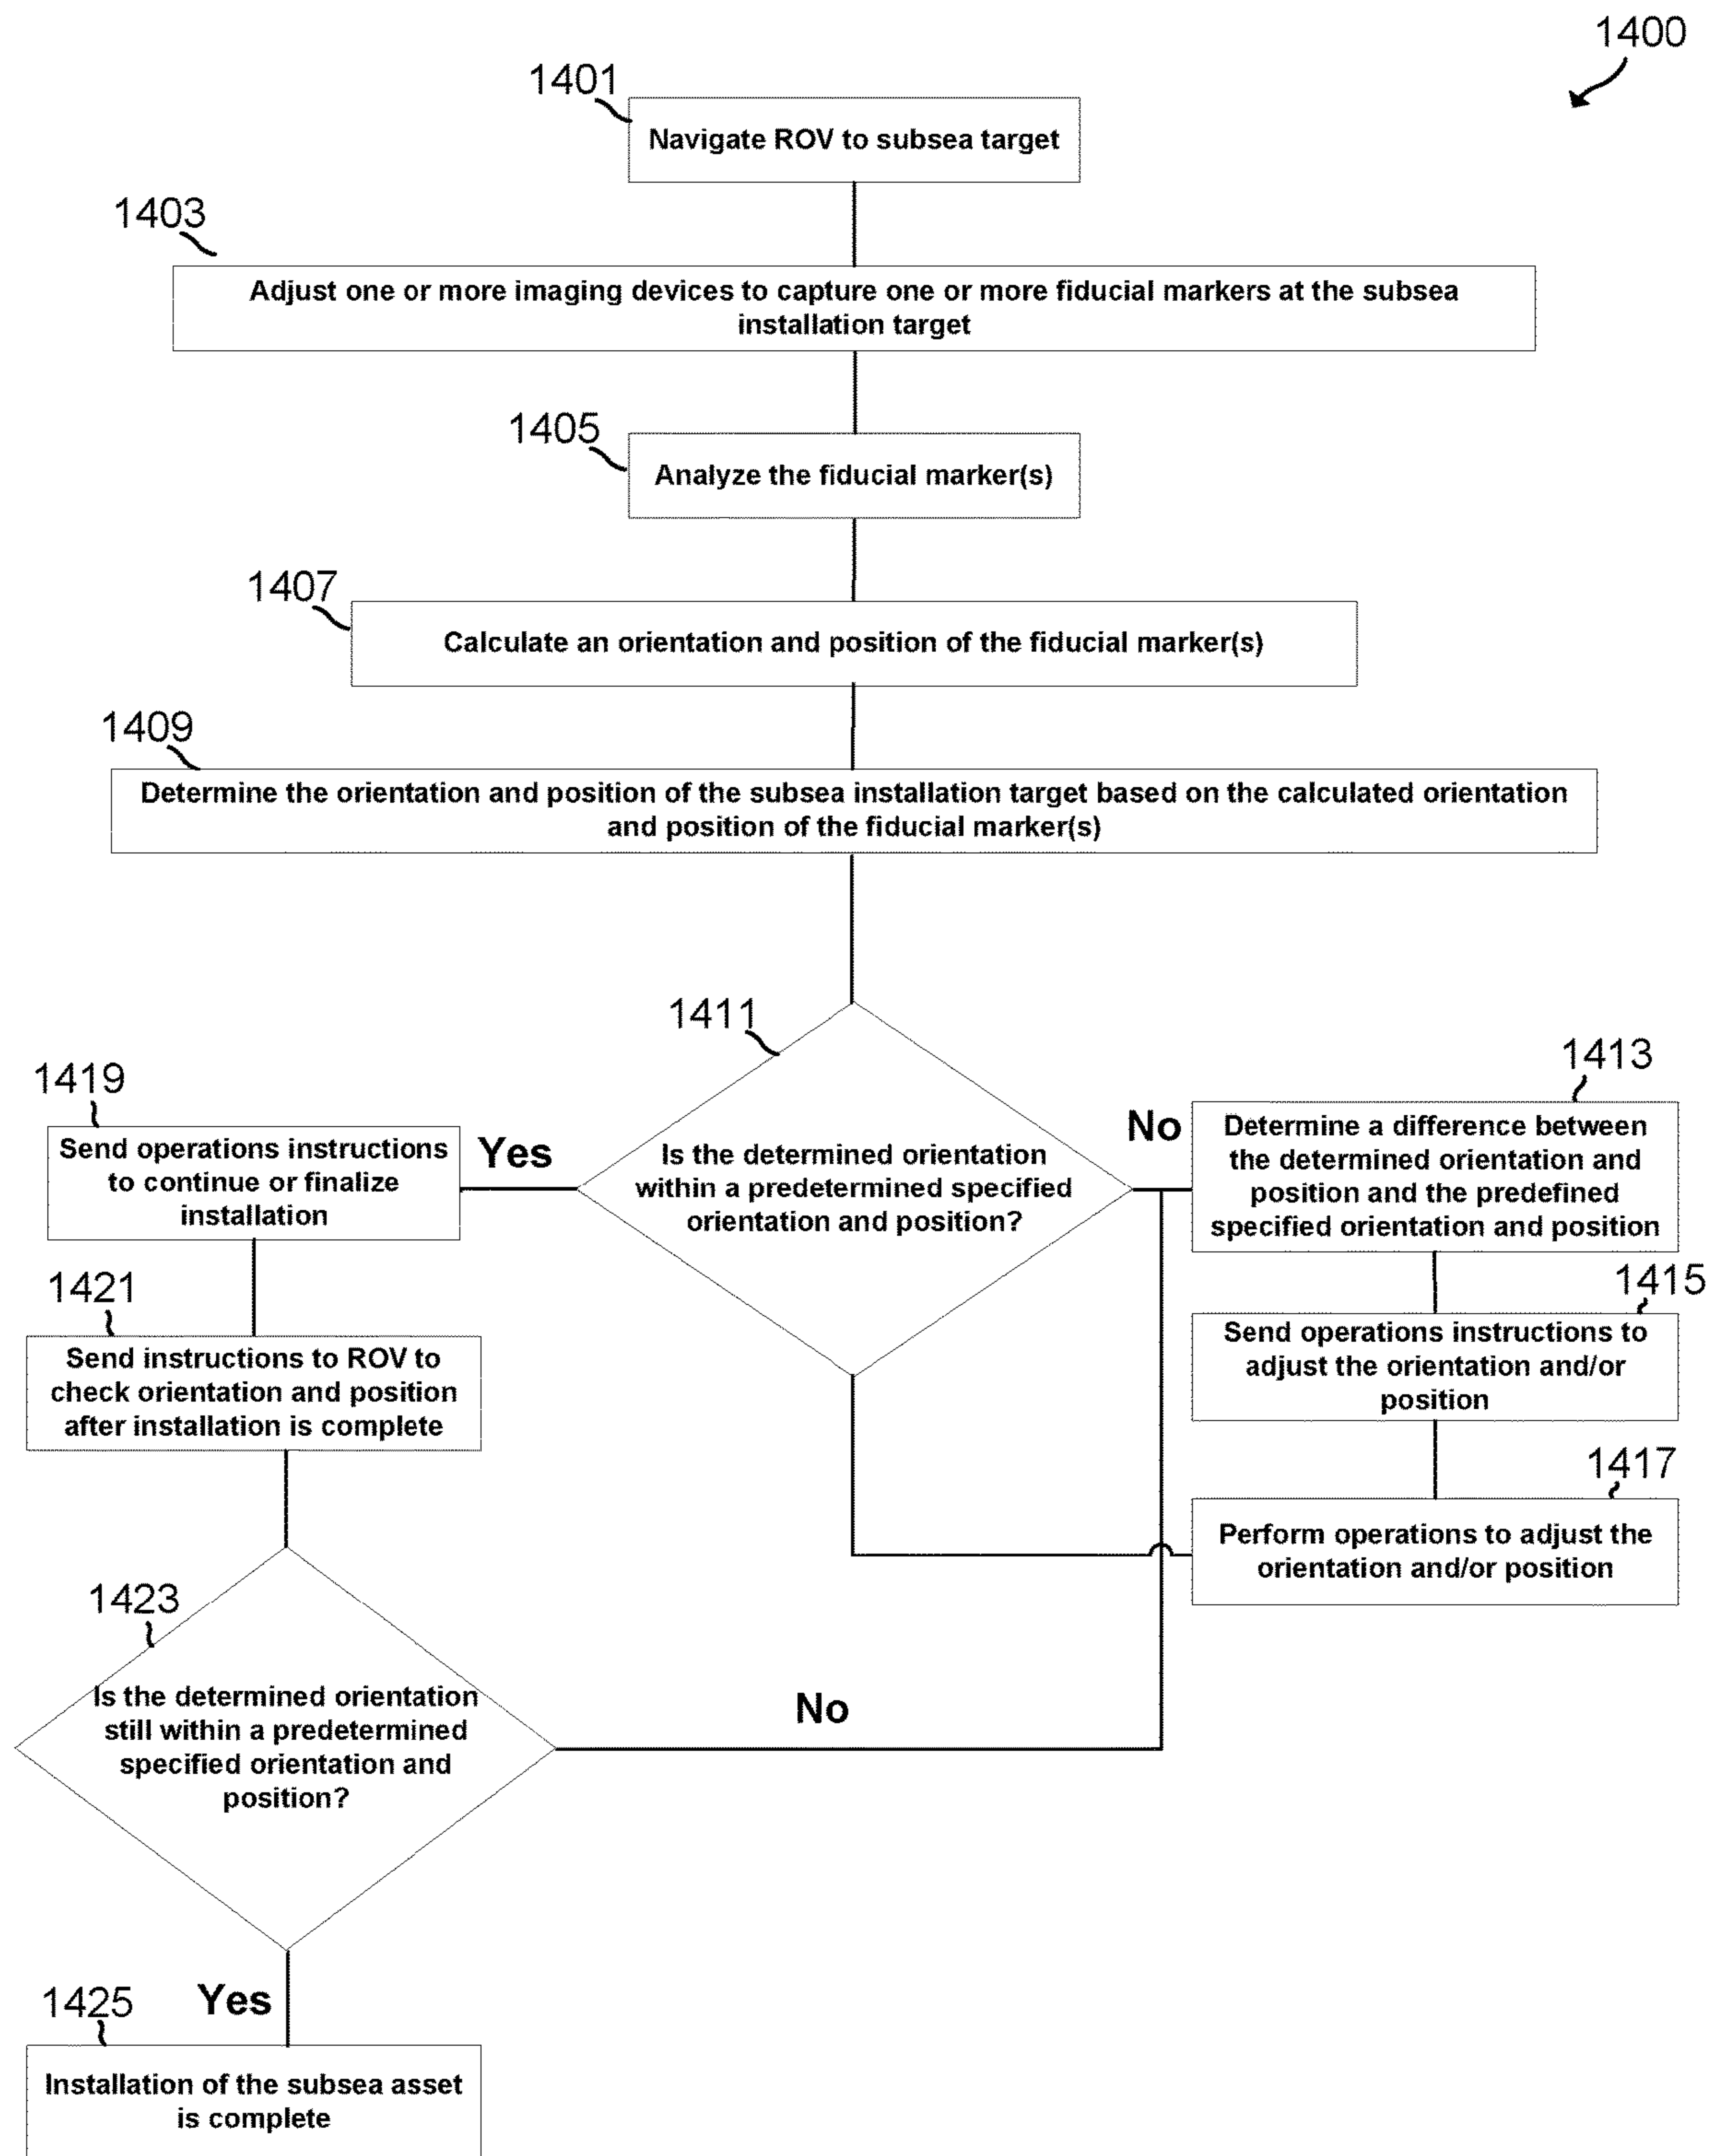 1400
1401
Navigate ROV to subsea target
1403
Adjust one or more imaging devices to capture one or more fiducial markers at the subsea
installation target
1405
Analyze the fiducial marker(s)
1407
Calculate an orientation and position of the fiducial marker(s)
1409
Determine the orientation and position of the subsea installation target based on the calculated orientation
and position of the fiducial marker(s)
1411
Is the determined orientation
within a predetermined specified
orientation and position?
No
1413
Determine a difference between
the determined orientation and
position and the predefined
specified orientation and position
1415
Send operations instructions to
adjust the orientation and/or
position
1417
Perform operations to adjust the
orientation and/or position
Yes
1419
Send operations instructions
to continue or finalize
installation
1421
Send instructions to ROV to
check orientation and position
after installation is complete
1423
Is the determined orientation
still within a predetermined
specified orientation and
position?
No
Yes
1425
Installation of the subsea asset
is complete